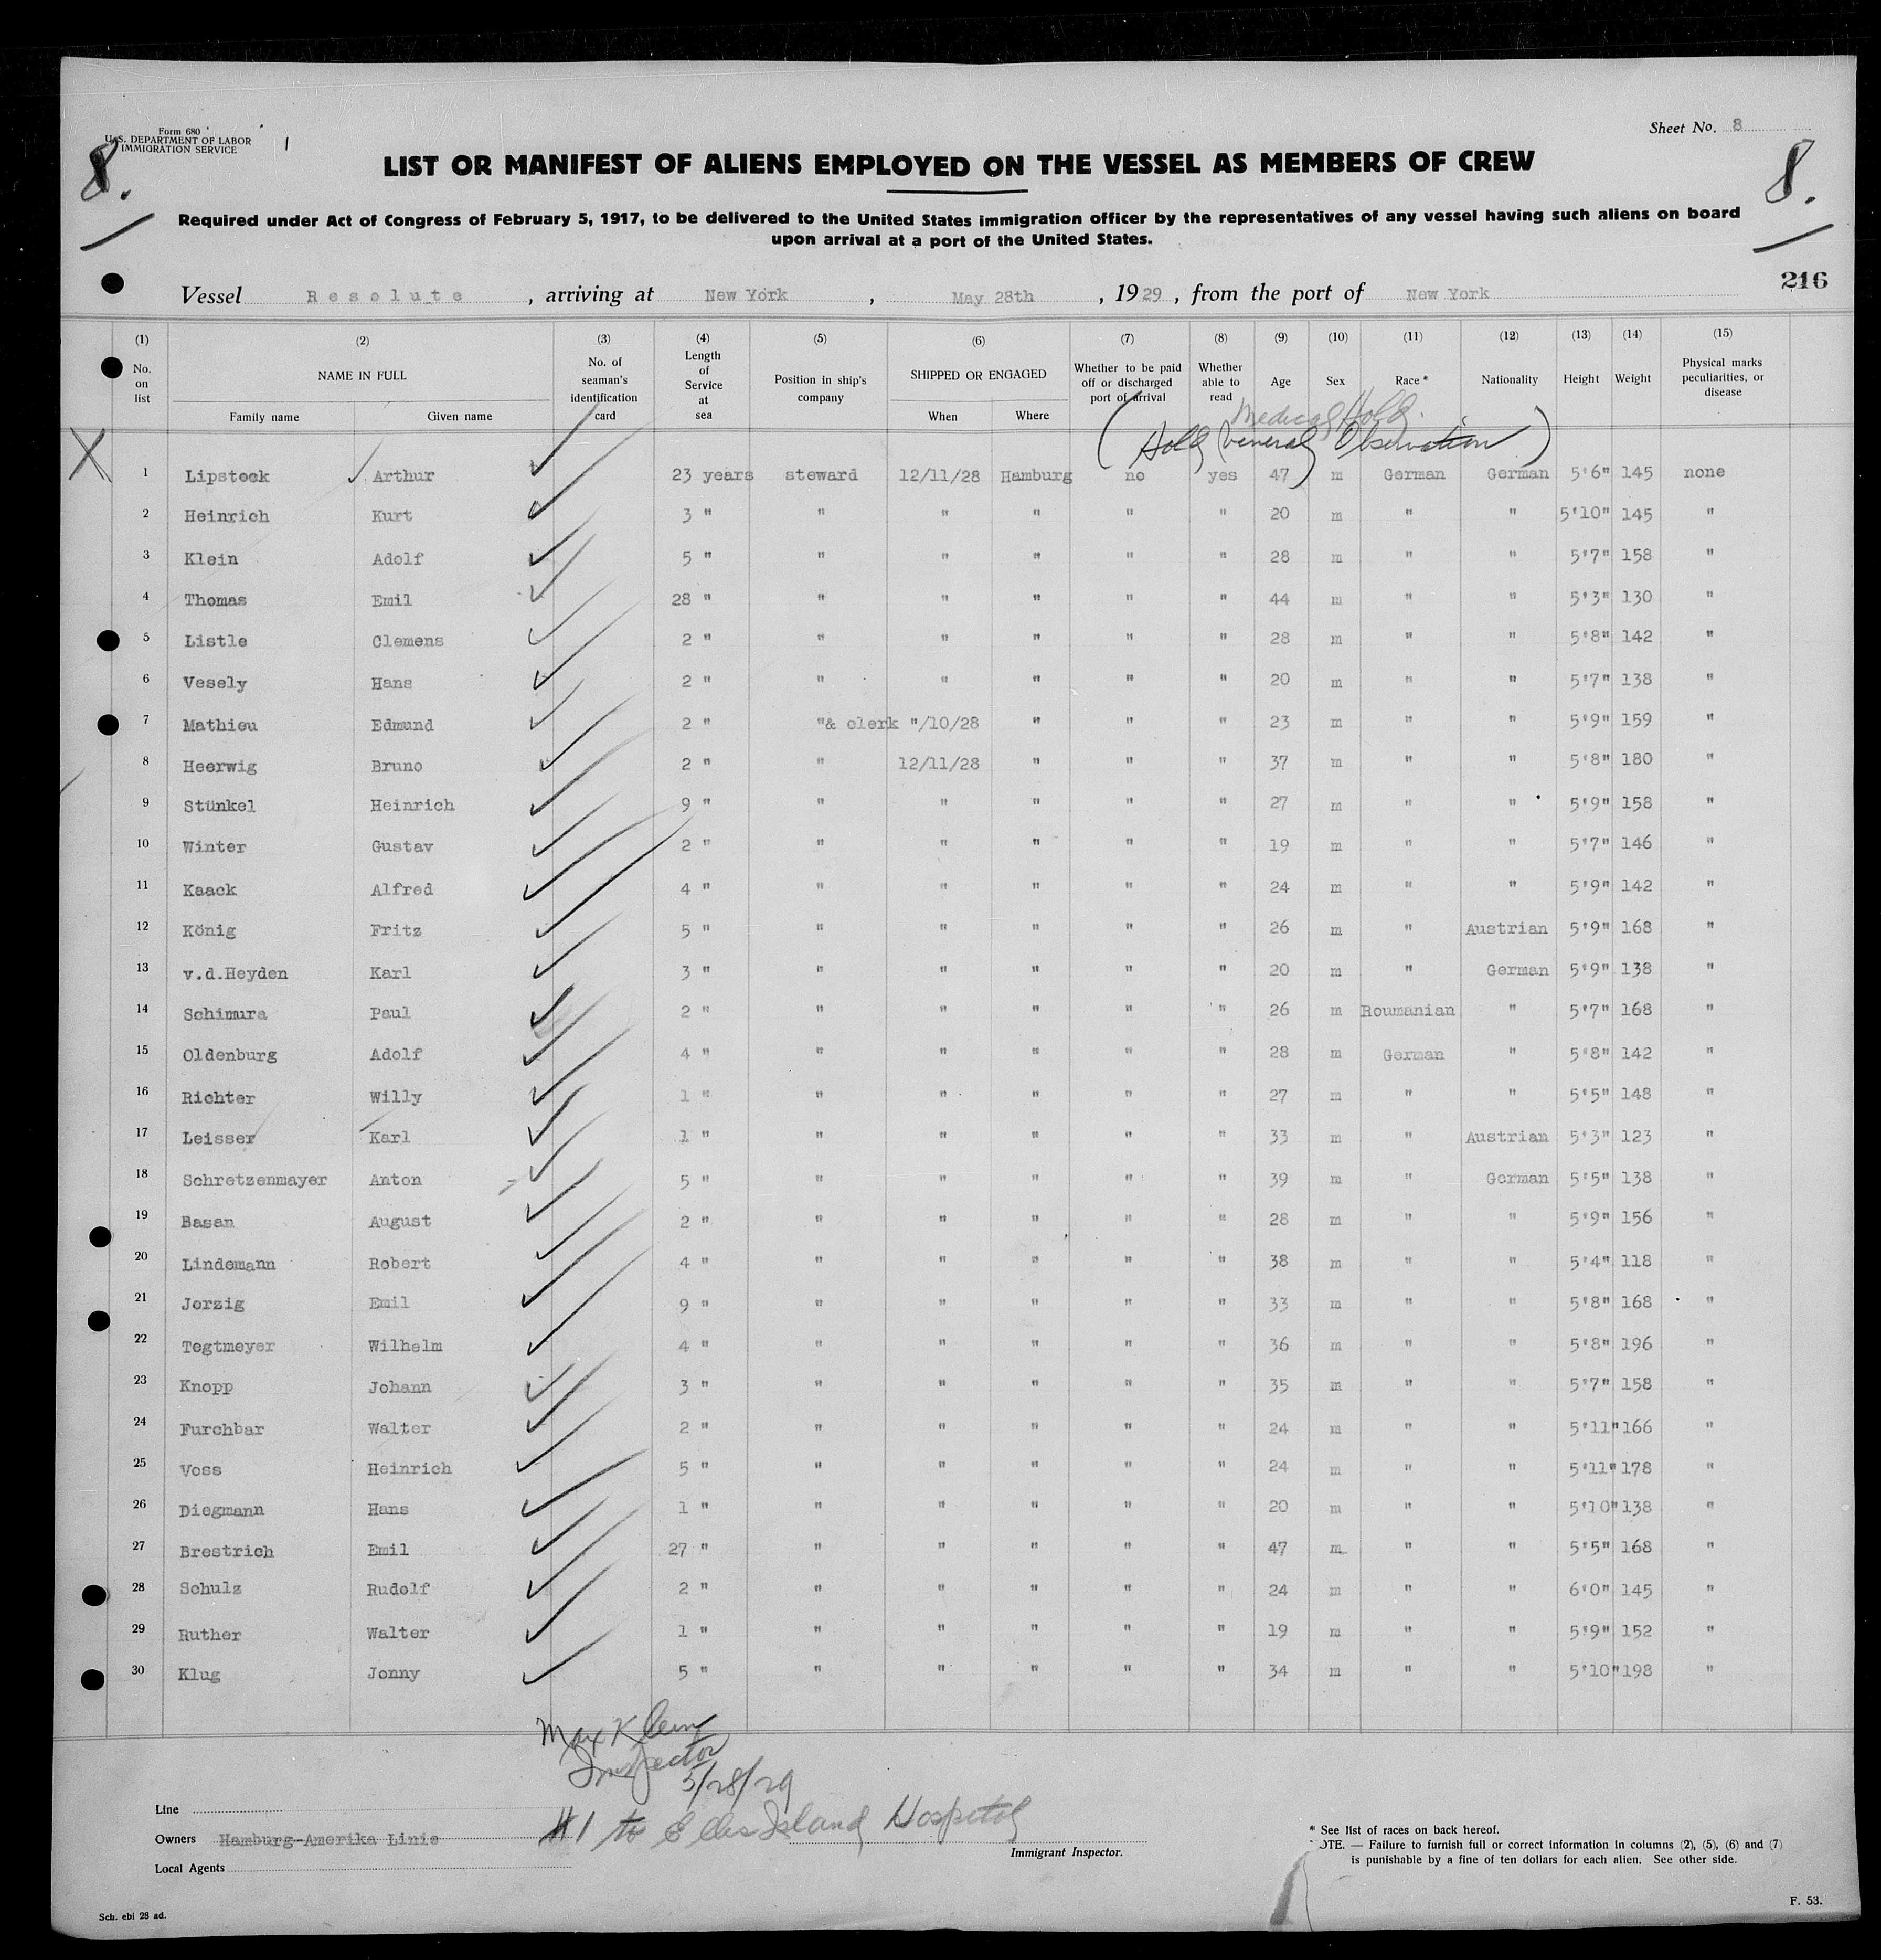 Form 680
U.S. DEPARTMENT OF LABOR
IMMIGRATION SERVICE
Sheet No. 8
8.
8.
LIST OR MANIFEST OF ALIENS EMPLOYED ON THE VESSEL AS MEMBERS OF CREW
Required under Act of Congress of February 5, 1917, to be delivered to the United States immigration officer by the representatives of any vessel having such aliens on board
upon arrival at a port of the United States.
216
Vessel Resolute, arriving at New York, May 28th, 1929, from the port of New York
(1) No. on list (2) NAME IN FULL Family name Given name (3) No. of seaman's identification card (4) Length of Service at sea (5) Position in ship's company (6) SHIPPED OR ENGAGED When Where (7) Whether to be paid off or discharged port of arrival (8) Whether able to read (9) Age (10) Sex (11) Race * (12) Nationality (13) Height (14) Weight (15) Physical marks peculiarities, or disease
Medical Hold
(Hold General Observation)
X
1 Lipstock Arthur 23 years steward 12/11/28 Hamburg no yes 47 m German German 5'6" 145 none
2 Heinrich Kurt 3 " " " " " " 20 m " " 5'10" 145 "
3 Klein Adolf 5 " " " " " " 28 m " " 5'7" 158 "
4 Thomas Emil 28 " " " " " " 44 m " " 5'3" 130 "
5 Listle Clemens 2 " " " " " " 28 m " " 5'8" 142 "
6 Vesely Hans 2 " " " " " " 20 m " " 5'7" 138 "
7 Mathieu Edmund 2 " "& clerk "/10/28 " " " 23 m " " 5'9" 159 "
8 Heerwig Bruno 2 " " 12/11/28 " " " 37 m " " 5'8" 180 "
9 Stünkel Heinrich 9 " " " " " " 27 m " " 5'9" 158 "
10 Winter Gustav 2 " " " " " " 19 m " " 5'7" 146 "
11 Kaack Alfred 4 " " " " " " 24 m " " 5'9" 142 "
12 König Fritz 5 " " " " " " 26 m " Austrian 5'9" 168 "
13 v.d.Heyden Karl 3 " " " " " " 20 m " German 5'9" 138 "
14 Schimura Paul 2 " " " " " " 26 m Roumanian " 5'7" 168 "
15 Oldenburg Adolf 4 " " " " " " 28 m German " 5'8" 142 "
16 Richter Willy 1 " " " " " " 27 m " " 5'5" 148 "
17 Leisser Karl 1 " " " " " " 33 m " Austrian 5'3" 123 "
18 Schretzenmayer Anton 5 " " " " " " 39 m " German 5'5" 138 "
19 Basan August 2 " " " " " " 28 m " " 5'9" 156 "
20 Lindemann Robert 4 " " " " " " 38 m " " 5'4" 118 "
21 Jerzig Emil 9 " " " " " " 33 m " " 5'8" 168 "
22 Tegtmeyer Wilhelm 4 " " " " " " 36 m " " 5'8" 196 "
23 Knopp Johann 3 " " " " " " 35 m " " 5'7" 158 "
24 Furchbar Walter 2 " " " " " " 24 m " " 5'11" 166 "
25 Voss Heinrich 5 " " " " " " 24 m " " 5'11" 178 "
26 Diegmann Hans 1 " " " " " " 20 m " " 5'10" 138 "
27 Brestrich Emil 27 " " " " " " 47 m " " 5'5" 168 "
28 Schulz Rudolf 2 " " " " " " 24 m " " 6'0" 145 "
29 Ruther Walter 1 " " " " " " 19 m " " 5'9" 152 "
30 Klug Jonny 5 " " " " " " 34 m " " 5'10" 198 "
Max Klein
Inspector
5/28/29
#1 to Ellis Island Hospital
Line
Owners Hamburg-Amerika Linie
Local Agents
Immigrant Inspector.
* See list of races on back hereof.
NOTE. — Failure to furnish full or correct information in columns (2), (5), (6) and (7)
is punishable by a fine of ten dollars for each alien. See other side.
Sch. ebi 28 ad.
F. 53.